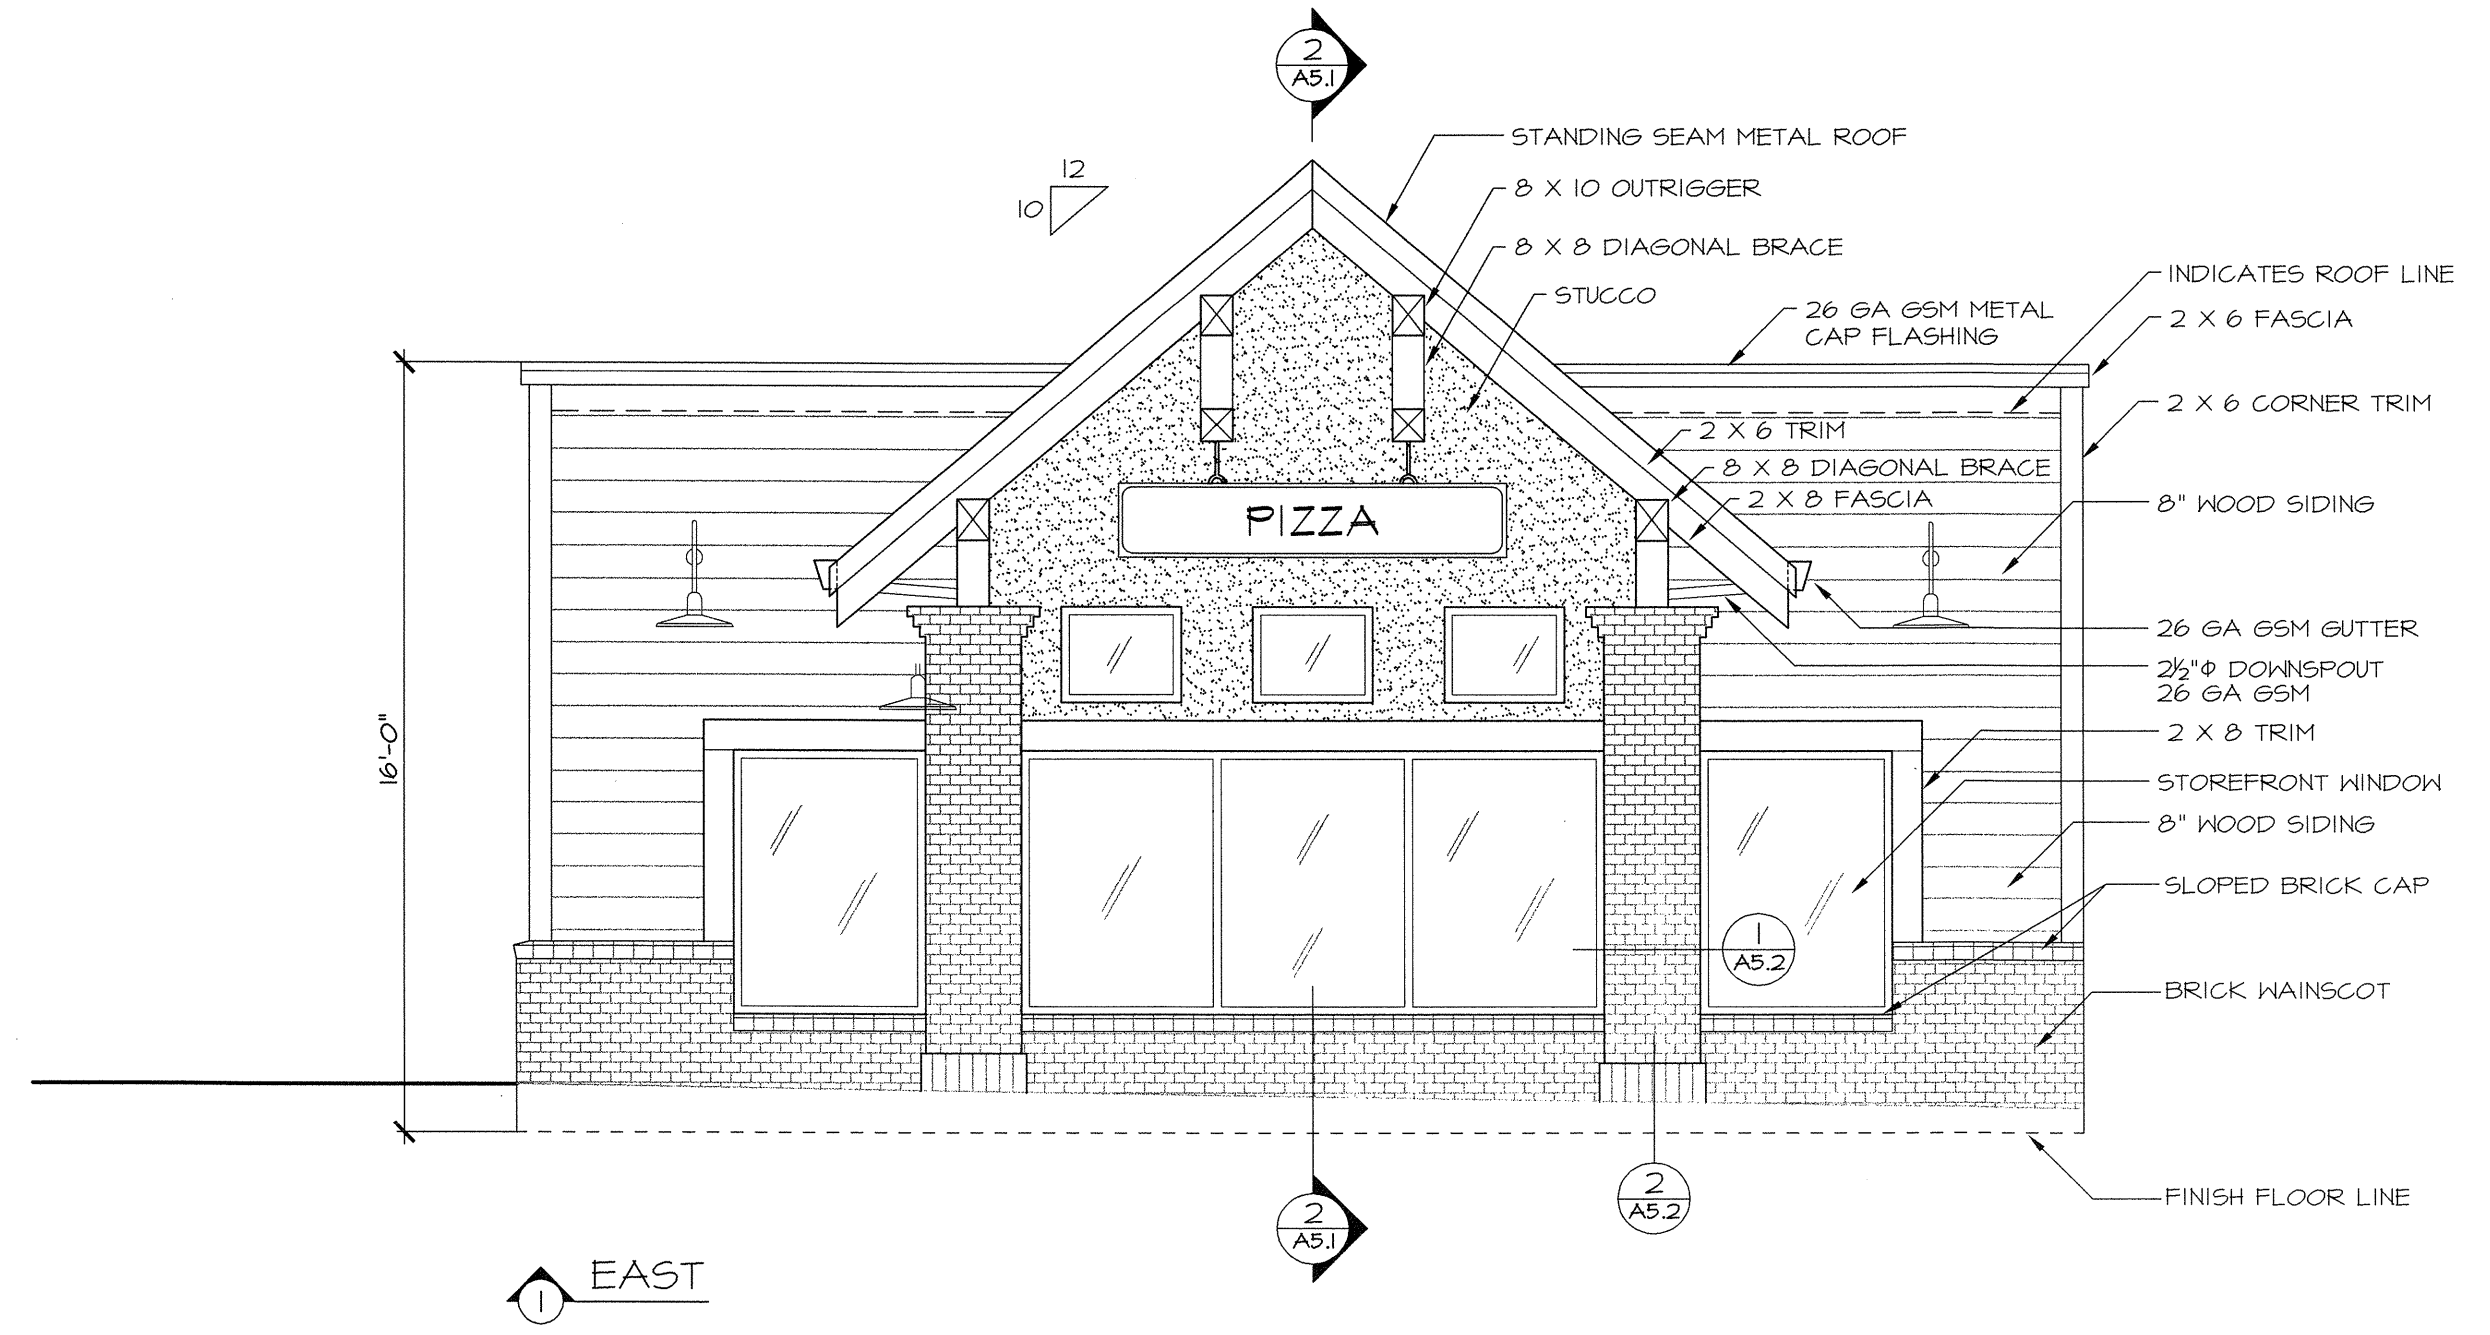 2
A5.1
STANDING SEAM METAL ROOF
12
10
8 X 10 OUTRIGGER
8 X 8 DIAGONAL BRACE
STUCCO
26 GA GSM METAL
CAP FLASHING
INDICATES ROOF LINE
2 X 6 FASCIA
2 X 6 CORNER TRIM
2 X 6 TRIM
8 X 8 DIAGONAL BRACE
2 X 8 FASCIA
8" WOOD SIDING
PIZZA
26 GA GSM GUTTER
2½"Φ DOWNSPOUT
26 GA GSM
2 X 8 TRIM
16'-0"
STOREFRONT WINDOW
8" WOOD SIDING
SLOPED BRICK CAP
1
A5.2
BRICK WAINSCOT
2
A5.2
FINISH FLOOR LINE
2
A5.1
EAST
1